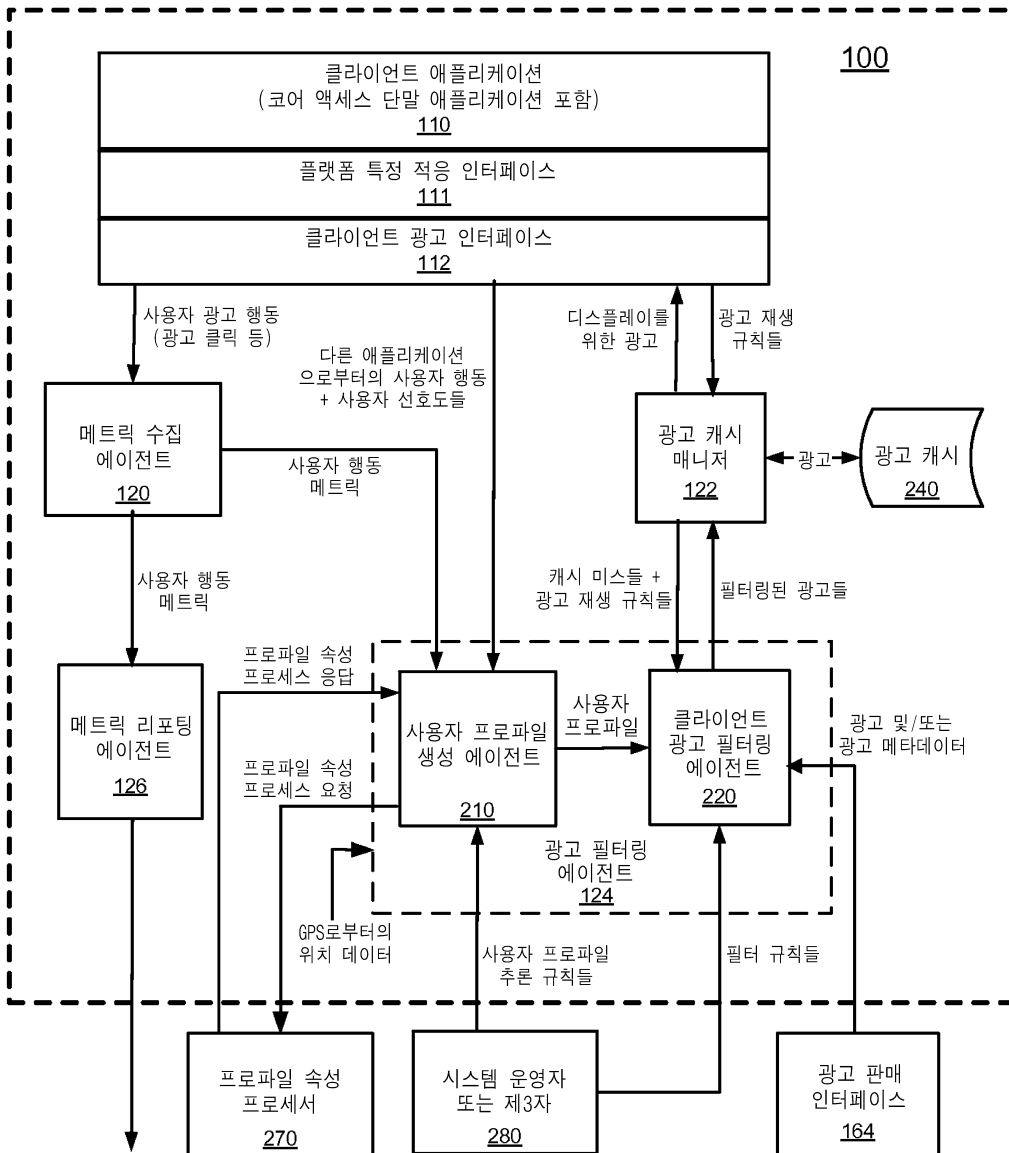 100
클라이언트 애플리케이션
(코어 액세스 단말 애플리케이션 포함)
110
플랫폼 특정 적응 인터페이스
111
클라이언트 광고 인터페이스
112
사용자 광고 행동
(광고 클릭 등)
다른 애플리케이션
으로부터의 사용자 행동
+ 사용자 선호도들
디스플레이를
위한 광고
광고 재생
규칙들
메트릭 수집
에이전트
120
사용자 행동
메트릭
광고 캐시
매니저
122
광고
광고 캐시
240
사용자 행동
메트릭
캐시 미스들 +
광고 재생 규칙들
필터링된 광고들
프로파일 속성
프로세스 응답
메트릭 리포팅
에이전트
126
사용자 프로파일
생성 에이전트
210
사용자
프로파일
클라이언트
광고 필터링
에이전트
220
광고 및/또는
광고 메타데이터
프로파일 속성
프로세스 요청
광고 필터링
에이전트
124
GPS로부터의
위치 데이터
사용자 프로파일
추론 규칙들
필터 규칙들
프로파일 속성
프로세서
270
시스템 운영자
또는 제3자
280
광고 판매
인터페이스
164